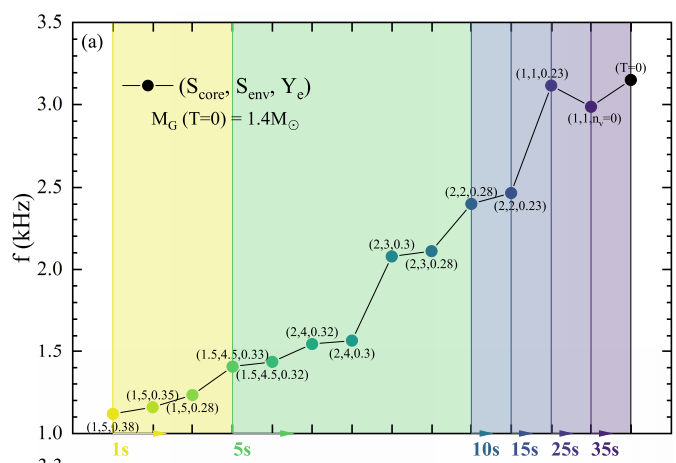 3.5
(a)
(S_core, S_env, Y_e)
M_G (T=0) = 1.4M_☉
(T=0)
(1,1,0.23)
3.0
(1,1,n_ν=0)
2.5
(2,2,0.28)
(2,2,0.23)
f (kHz)
(2,3,0.3)
(2,3,0.28)
2.0
(2,4,0.32)
(2,4,0.3)
1.5
(1.5,4.5,0.33)
(1.5,4.5,0.32)
(1,5,0.35)
(1,5,0.28)
(1,5,0.38)
1.0
1s 5s 10s 15s 25s 35s